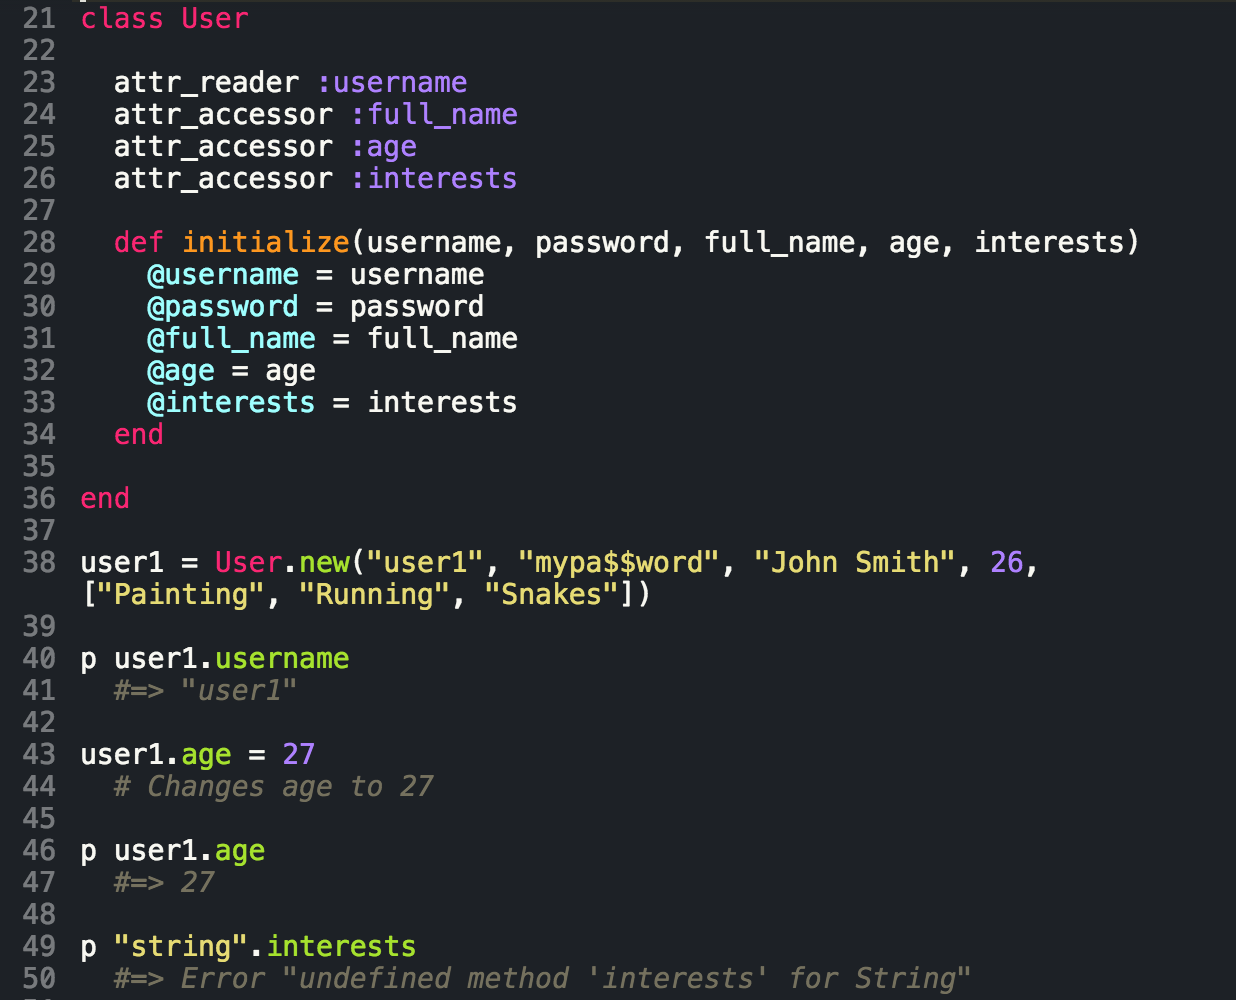 21 class User
22
23   attr_reader :username
24   attr_accessor :full_name
25   attr_accessor :age
26   attr_accessor :interests
27
28   def initialize(username, password, full_name, age, interests)
29     @username = username
30     @password = password
31     @full_name = full_name
32     @age = age
33     @interests = interests
34   end
35
36 end
37
38 user1 = User.new("user1", "mypa$$word", "John Smith", 26,
["Painting", "Running", "Snakes"])
39
40 p user1.username
41   #=> "user1"
42
43 user1.age = 27
44   # Changes age to 27
45
46 p user1.age
47   #=> 27
48
49 p "string".interests
50   #=> Error "undefined method 'interests' for String"